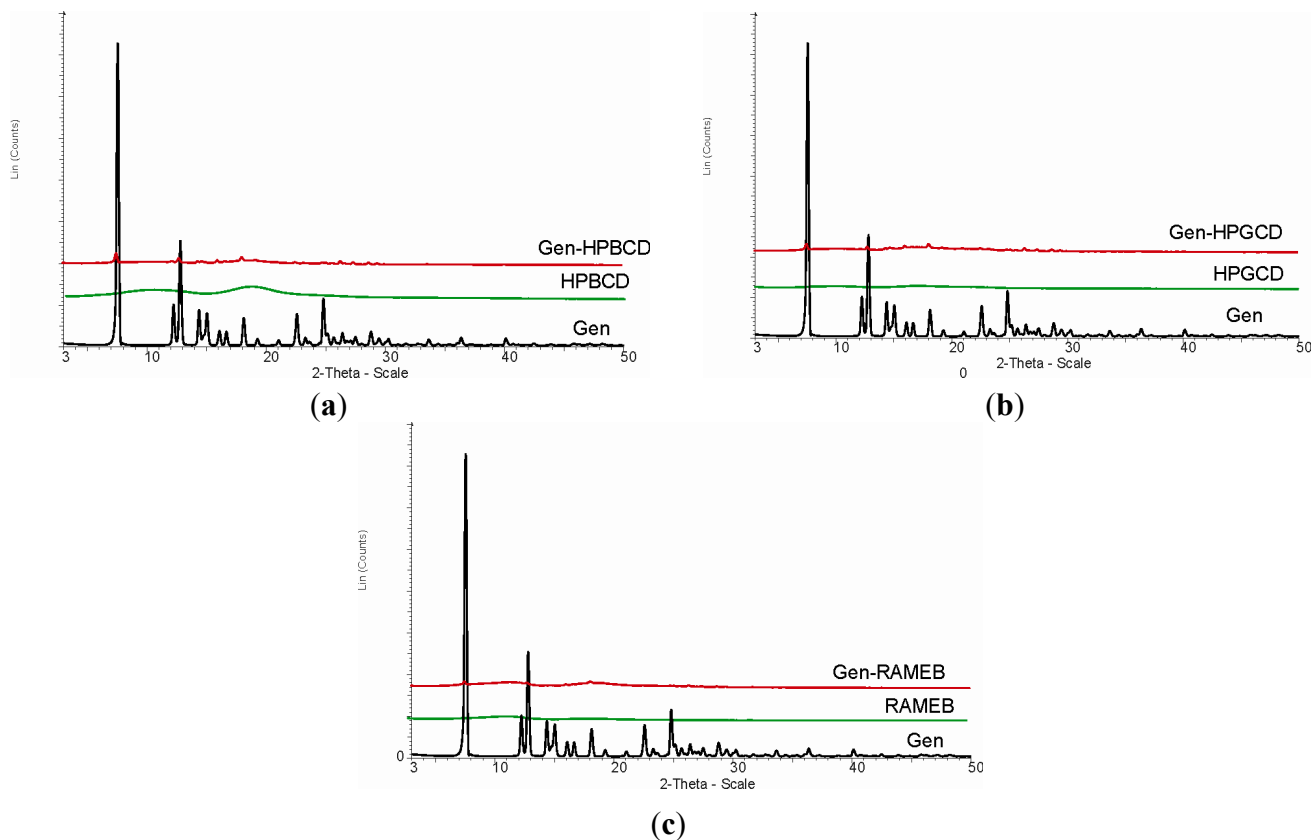 Lin (Counts)
Gen-HPBCD
HPBCD
Gen
3 10 20 30 40 50
2-Theta - Scale
(a)
Lin (Counts)
Gen-HPGCD
HPGCD
Gen
3 10 20 30 40 50
2-Theta - Scale
0
(b)
Lin (Counts)
Gen-RAMEB
RAMEB
Gen
0
3 10 20 30 40 50
2-Theta - Scale
(c)